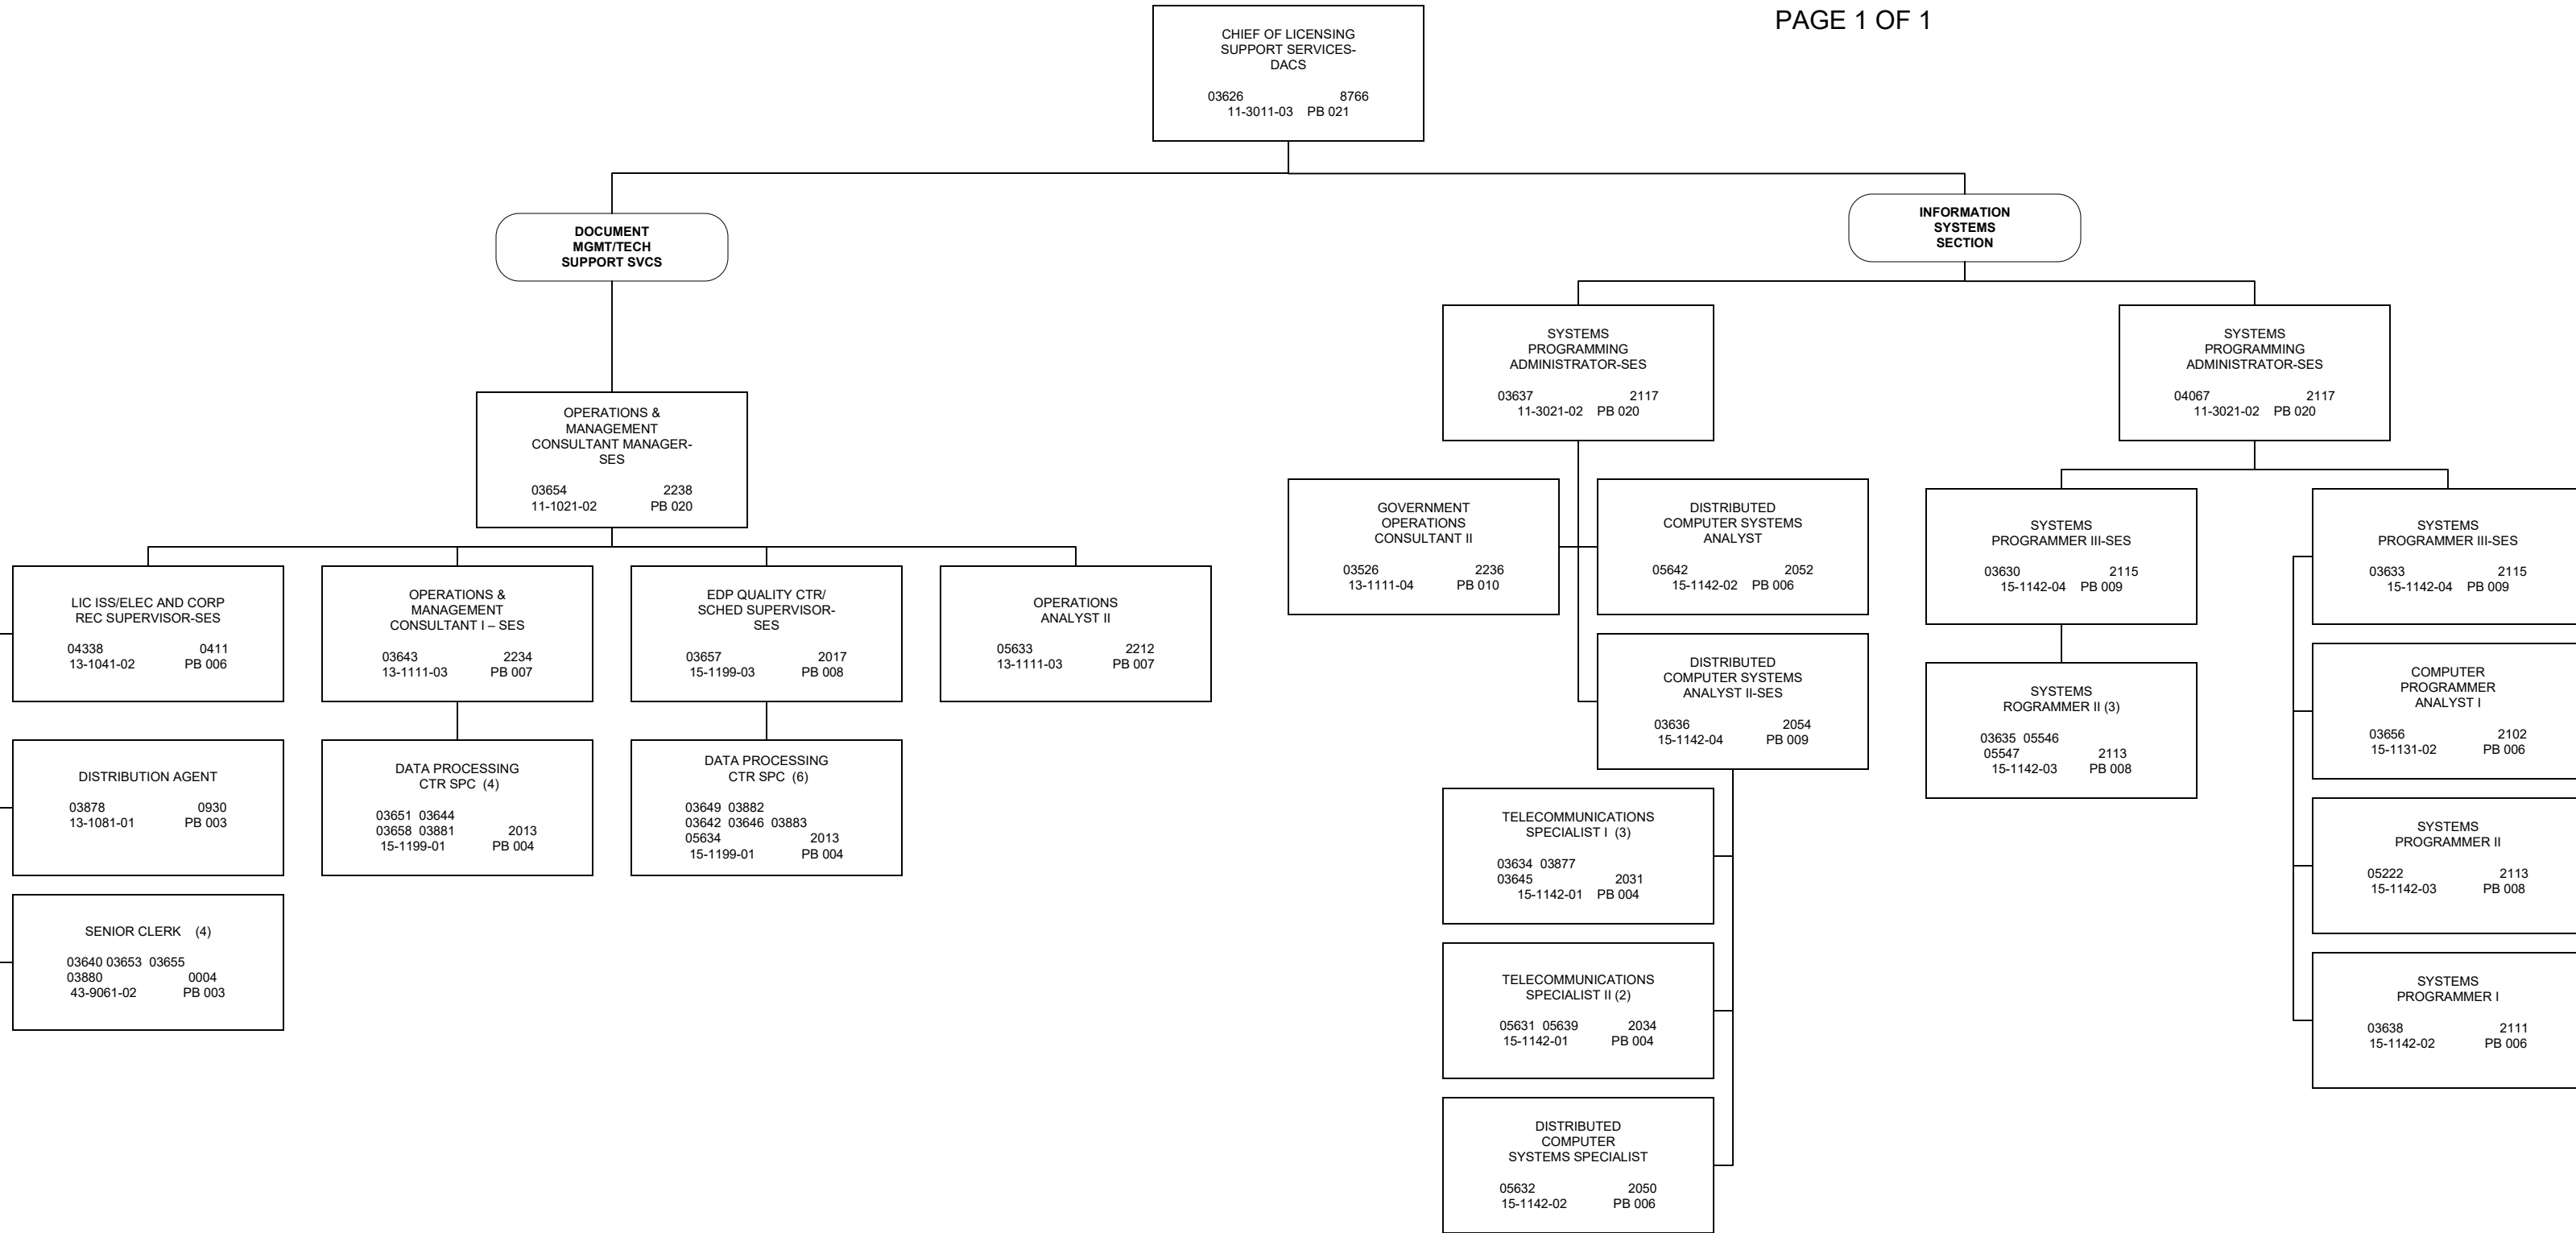 PAGE 1 OF 1
CHIEF OF LICENSING
SUPPORT SERVICES-
DACS
03626 8766
11-3011-03 PB 021
DOCUMENT
MGMT/TECH
SUPPORT SVCS
INFORMATION
SYSTEMS
SECTION
OPERATIONS &
MANAGEMENT
CONSULTANT MANAGER-
SES
03654 2238
11-1021-02 PB 020
LIC ISS/ELEC AND CORP
REC SUPERVISOR-SES
04338 0411
13-1041-02 PB 006
DISTRIBUTION AGENT
03878 0930
13-1081-01 PB 003
SENIOR CLERK (4)
03640 03653 03655
03880 0004
43-9061-02 PB 003
OPERATIONS &
MANAGEMENT
CONSULTANT I – SES
03643 2234
13-1111-03 PB 007
DATA PROCESSING
CTR SPC (4)
03651 03644
03658 03881 2013
15-1199-01 PB 004
EDP QUALITY CTR/
SCHED SUPERVISOR-
SES
03657 2017
15-1199-03 PB 008
DATA PROCESSING
CTR SPC (6)
03649 03882
03642 03646 03883
05634 2013
15-1199-01 PB 004
OPERATIONS
ANALYST II
05633 2212
13-1111-03 PB 007
SYSTEMS
PROGRAMMING
ADMINISTRATOR-SES
03637 2117
11-3021-02 PB 020
GOVERNMENT
OPERATIONS
CONSULTANT II
03526 2236
13-1111-04 PB 010
DISTRIBUTED
COMPUTER SYSTEMS
ANALYST
05642 2052
15-1142-02 PB 006
DISTRIBUTED
COMPUTER SYSTEMS
ANALYST II-SES
03636 2054
15-1142-04 PB 009
TELECOMMUNICATIONS
SPECIALIST I (3)
03634 03877
03645 2031
15-1142-01 PB 004
TELECOMMUNICATIONS
SPECIALIST II (2)
05631 05639 2034
15-1142-01 PB 004
DISTRIBUTED
COMPUTER
SYSTEMS SPECIALIST
05632 2050
15-1142-02 PB 006
SYSTEMS
PROGRAMMING
ADMINISTRATOR-SES
04067 2117
11-3021-02 PB 020
SYSTEMS
PROGRAMMER III-SES
03630 2115
15-1142-04 PB 009
SYSTEMS
ROGRAMMER II (3)
03635 05546
05547 2113
15-1142-03 PB 008
SYSTEMS
PROGRAMMER III-SES
03633 2115
15-1142-04 PB 009
COMPUTER
PROGRAMMER
ANALYST I
03656 2102
15-1131-02 PB 006
SYSTEMS
PROGRAMMER II
05222 2113
15-1142-03 PB 008
SYSTEMS
PROGRAMMER I
03638 2111
15-1142-02 PB 006